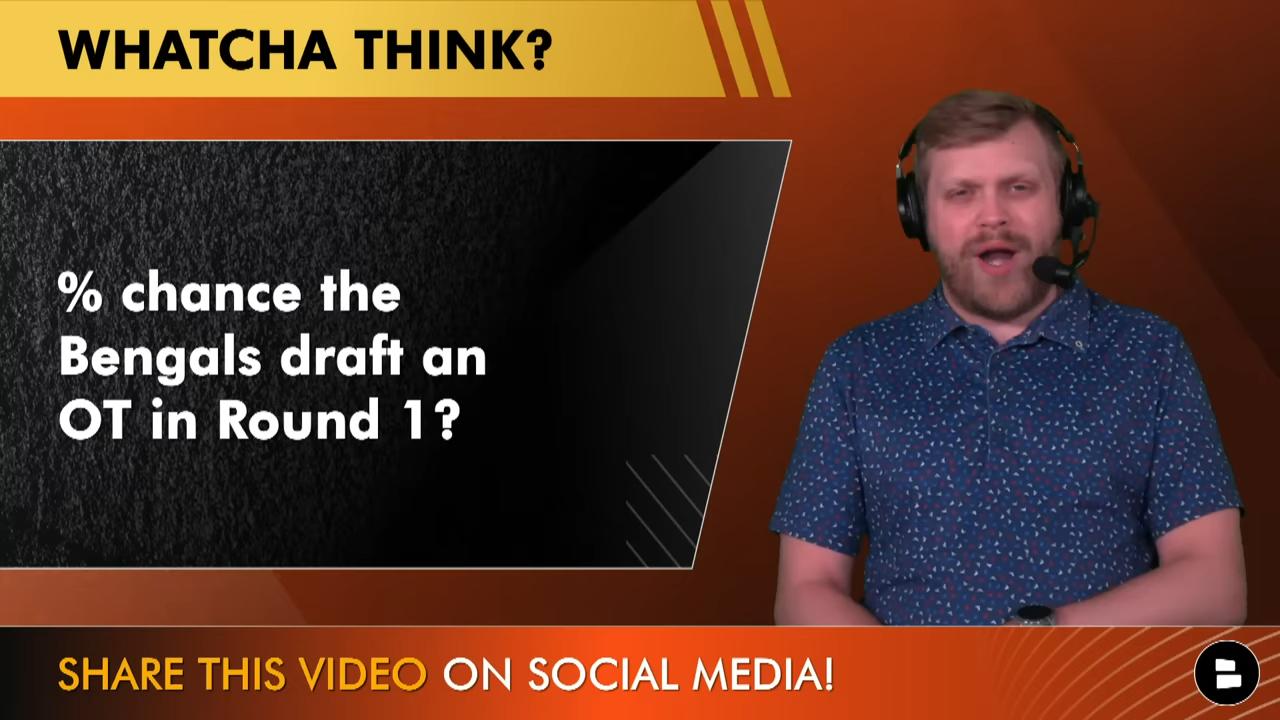 WHATCHA THINK?
% chance the
Bengals draft an
OT in Round 1?
SHARE THIS VIDEO ON SOCIAL MEDIA!